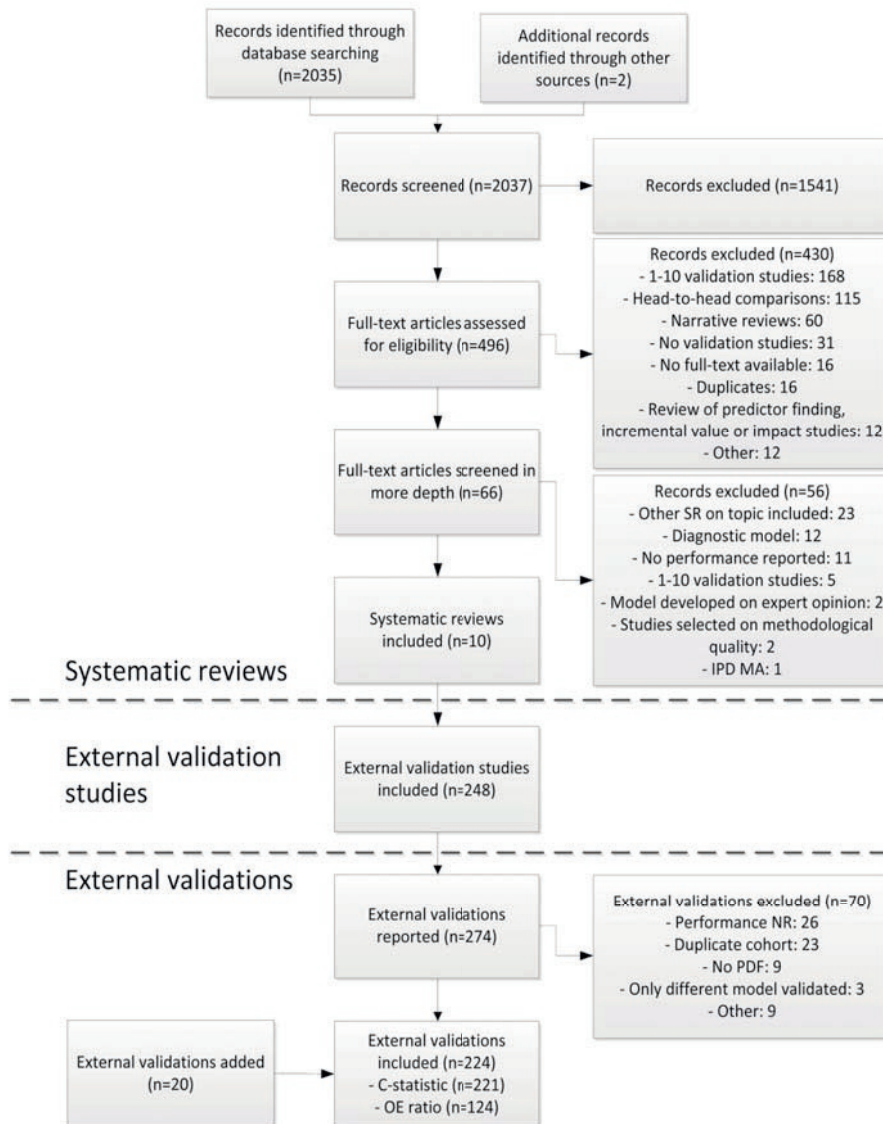 Records identified through
database searching
(n=2035)
Additional records
identified through other
sources (n=2)
Records screened (n=2037)
Records excluded (n=1541)
Full-text articles assessed
for eligibility (n=496)
Records excluded (n=430)
- 1-10 validation studies: 168
- Head-to-head comparisons: 115
- Narrative reviews: 60
- No validation studies: 31
- No full-text available: 16
- Duplicates: 16
- Review of predictor finding,
incremental value or impact studies: 12
- Other: 12
Full-text articles screened in
more depth (n=66)
Records excluded (n=56)
- Other SR on topic included: 23
- Diagnostic model: 12
- No performance reported: 11
- 1-10 validation studies: 5
- Model developed on expert opinion: 2
- Studies selected on methodological
quality: 2
- IPD MA: 1
Systematic reviews
included (n=10)
Systematic reviews
External validation
studies
External validation studies
included (n=248)
External validations
External validations
reported (n=274)
External validations excluded (n=70)
- Performance NR: 26
- Duplicate cohort: 23
- No PDF: 9
- Only different model validated: 3
- Other: 9
External validations added
(n=20)
External validations
included (n=224)
- C-statistic (n=221)
- OE ratio (n=124)